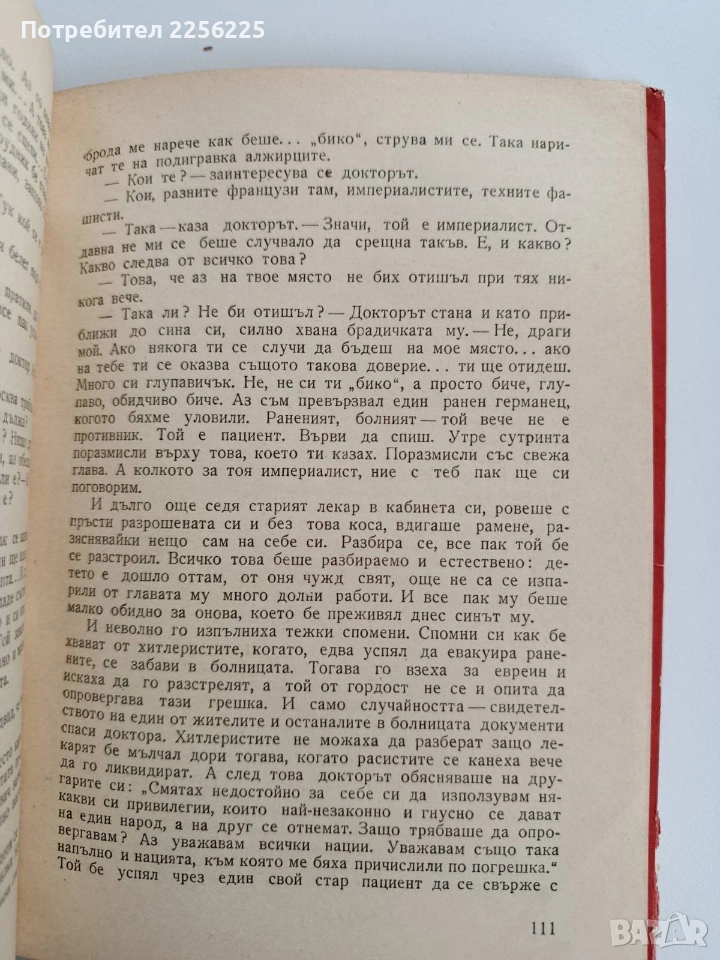 Потребител 2256225
брода ме нарече как беше... „бико“, струва ми се. Така нари-
чат те на подигравка алжирците.
— Кои те? — заинтересува се докторът.
— Кои, разните французи там, империалистите, техните фа-
шисти.
— Така — каза докторът. — Значи, той е империалист. От-
давна не ми се беше случвало да срещна такъв. Е, и какво?
Какво следва от всичко това?
— Това, че аз на твое място не бих отишъл при тях ни-
кога вече.
— Така ли? Не би отишъл? — Докторът стана и като при-
ближи до сина си, силно хвана брадичката му. — Не, драги
мой. Ако някога ти се случи да бъдеш на мое място... ако
на тебе ти се оказва същото такова доверие... ти ще отидеш.
Много си глупавичък. Не, не си ти „бико“, а просто биче, глу-
паво, обидчиво биче. Аз съм превързвал един ранен германец,
когото бяхме уловили. Раненият, болният — той вече не е
противник. Той е пациент. Върви да спиш. Утре сутринта
поразмисли върху това, което ти казах. Поразмисли със свежа
глава. А колкото за тоя империалист, ние с теб пак ще си
поговорим.
И дълго още седя старият лекар в кабинета си, ровеше с
пръсти разрошената си и без това коса, вдигаше рамене, ра-
зяснявайки нещо сам на себе си. Разбира се, все пак той бе
се разстроил. Всичко това беше разбираемо и естествено: де-
тето е дошло оттам, от оня чужд свят, още не са се изпа-
рили от главата му много долни работи. И все пак му беше
малко обидно за онова, което бе преживял днес синът му.
И неволно го изпълниха тежки спомени. Спомни си как бе
хванат от хитлеристите, когато, едва успял да евакуира ране-
ните, се забави в болницата. Тогава го взеха за евреин и
искаха да го разстрелят, а той от гордост не се и опита да
опровергава тази грешка. И само случайността — свидетел-
ството на един от жителите и останалите в болницата документи
спаси доктора. Хитлеристите не можаха да разберат защо ле-
карят бе мълчал дори тогава, когато расистите се канеха вече
да го ликвидират. А след това докторът обясняваше на дру-
гарите си: „Смятах недостойно за себе си да използувам ня-
какви си привилегии, които най-незаконно и гнусно се дават
на един народ, а на друг се отнемат. Защо трябваше да опро-
вергавам? Аз уважавам всички нации. Уважавам също така
напълно и нацията, към която ме бяха причислили по погрешка.“
Той бе успял чрез един свой стар пациент да се свърже с
111
BAZAR